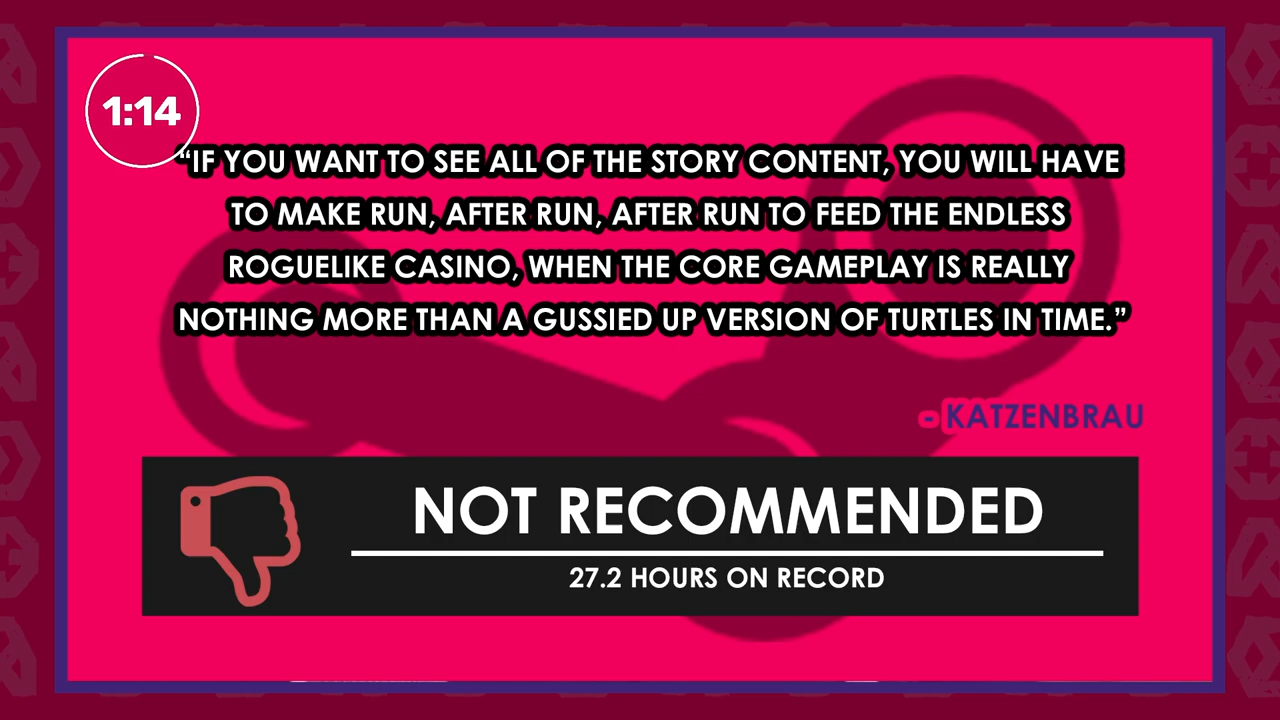 1:14
“IF YOU WANT TO SEE ALL OF THE STORY CONTENT, YOU WILL HAVE
TO MAKE RUN, AFTER RUN, AFTER RUN TO FEED THE ENDLESS
ROGUELIKE CASINO, WHEN THE CORE GAMEPLAY IS REALLY
NOTHING MORE THAN A GUSSIED UP VERSION OF TURTLES IN TIME.”
- KATZENBRAU
NOT RECOMMENDED
27.2 HOURS ON RECORD